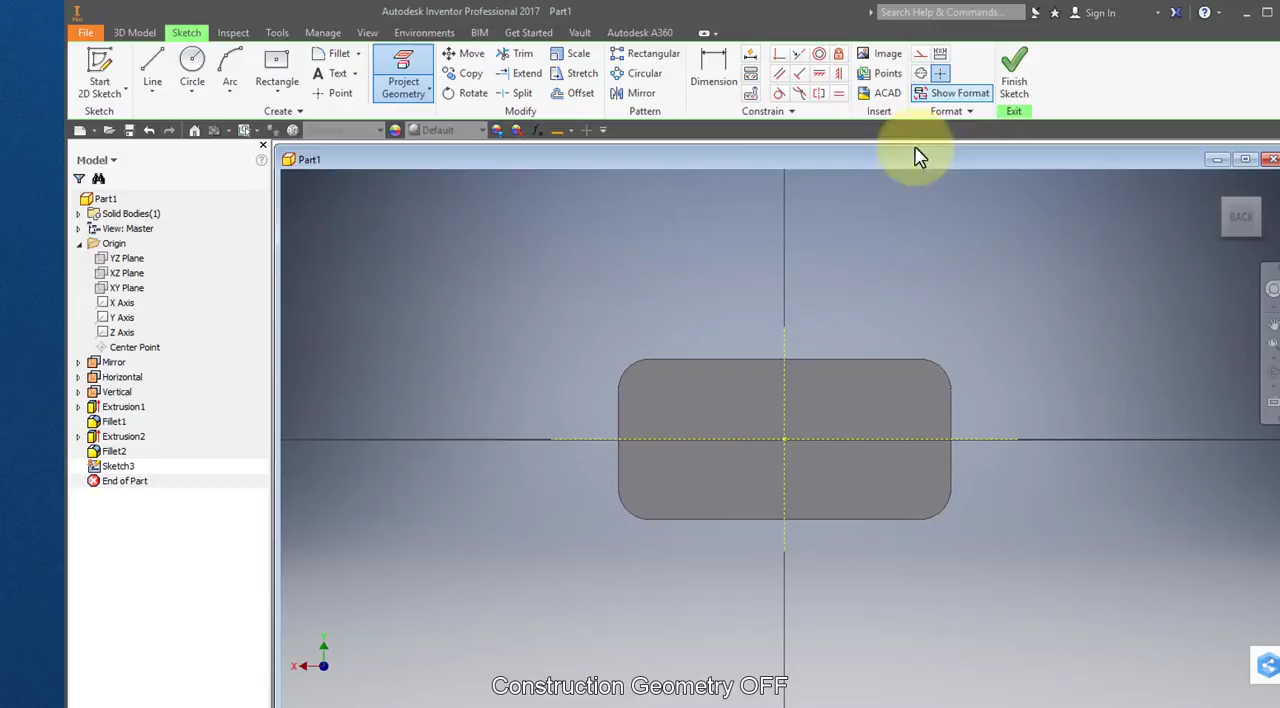 Autodesk Inventor Professional 2017 Part1
Search Help & Commands...
Sign In
File 3D Model Sketch Inspect Tools Manage View Environments BIM Get Started Vault Autodesk A360
Start
2D Sketch
Line
Circle
Arc
Rectangle
Fillet
Text
Point
Project
Geometry
Move
Copy
Rotate
Trim
Extend
Split
Scale
Stretch
Offset
Rectangular
Circular
Mirror
Dimension
Image
Points
ACAD
Show Format
Finish
Sketch
Sketch Create Modify Pattern Constrain Insert Format Exit
Default
Model
Part1
Part1
Solid Bodies(1)
View: Master
Origin
YZ Plane
XZ Plane
XY Plane
X Axis
Y Axis
Z Axis
Center Point
Mirror
Horizontal
Vertical
Extrusion1
Fillet1
Extrusion2
Fillet2
Sketch3
End of Part
BACK
Y
X
Construction Geometry OFF